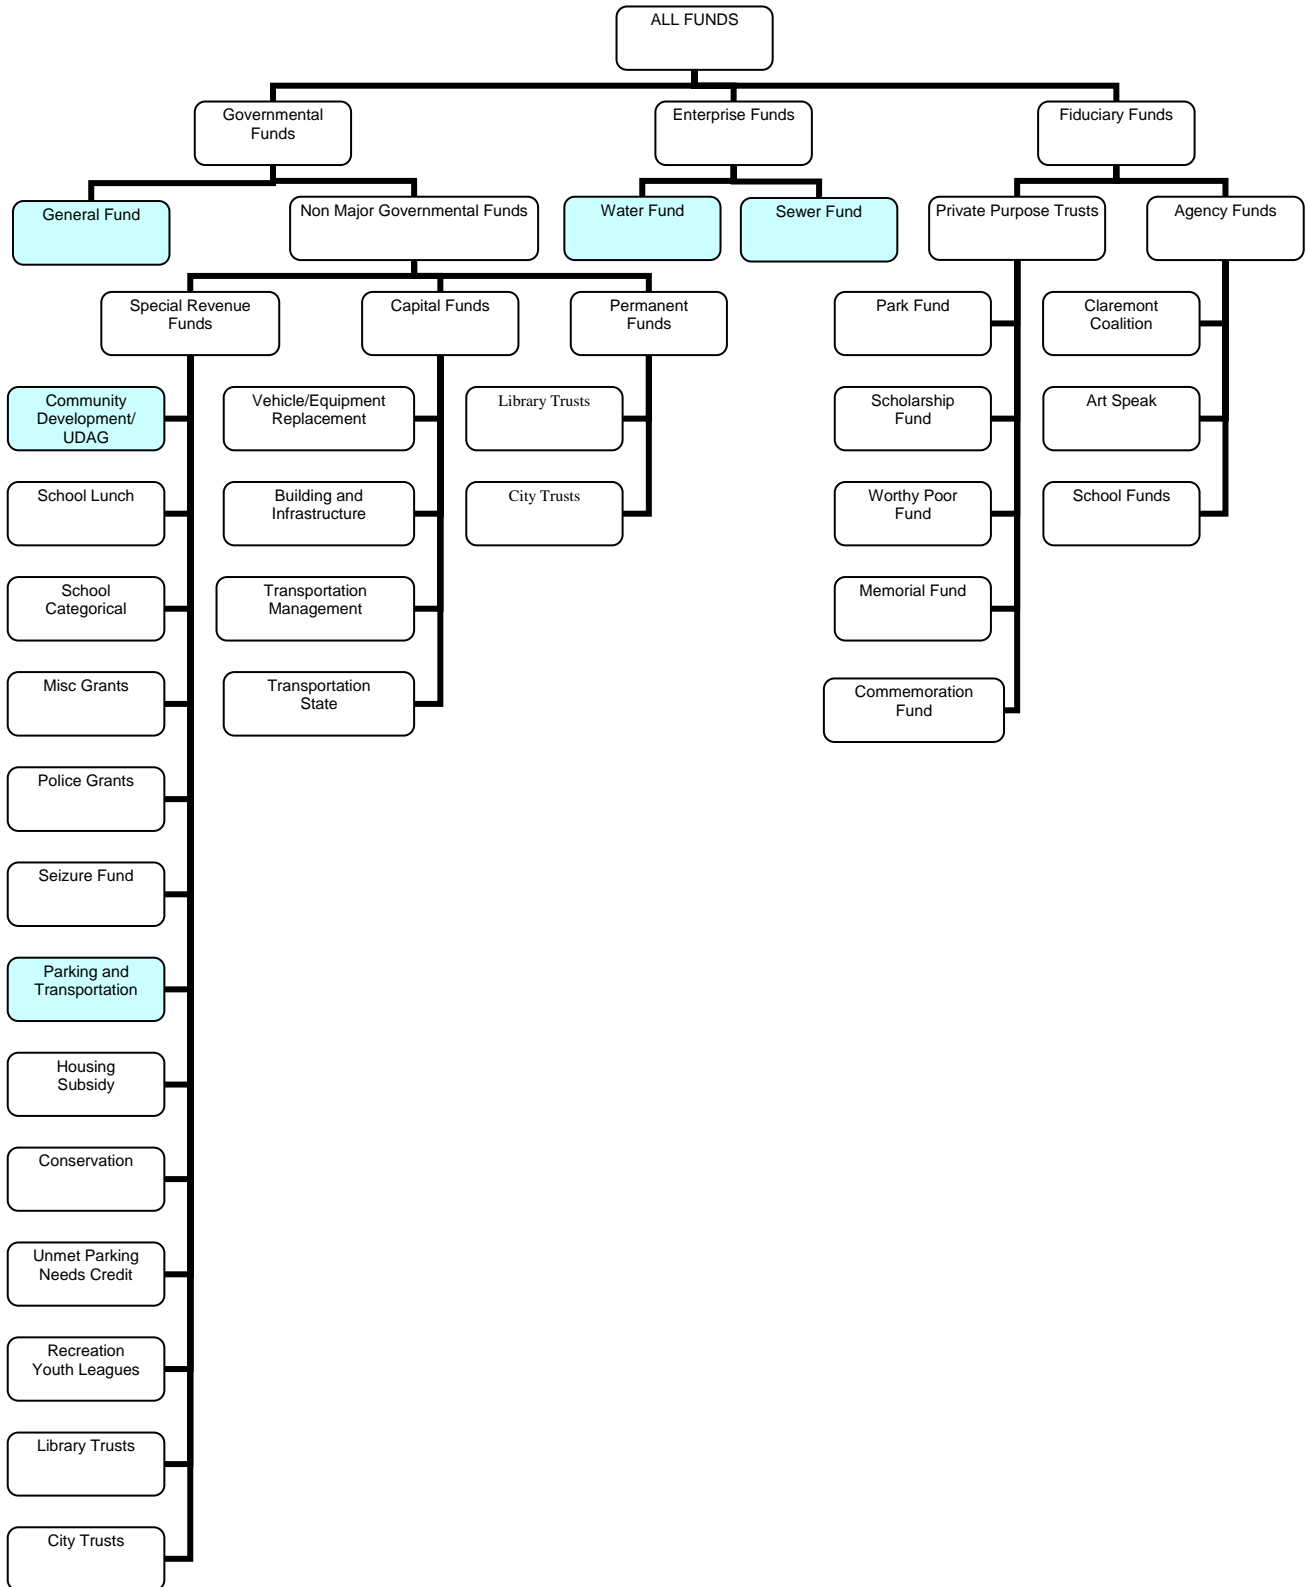 ALL FUNDS
Governmental
Funds
Enterprise Funds
Fiduciary Funds
General Fund
Non Major Governmental Funds
Water Fund
Sewer Fund
Private Purpose Trusts
Agency Funds
Special Revenue
Funds
Capital Funds
Permanent
Funds
Park Fund
Claremont
Coalition
Community
Development/
UDAG
Vehicle/Equipment
Replacement
Library Trusts
Scholarship
Fund
Art Speak
School Lunch
Building and
Infrastructure
City Trusts
Worthy Poor
Fund
School Funds
School
Categorical
Transportation
Management
Memorial Fund
Misc Grants
Transportation
State
Commemoration
Fund
Police Grants
Seizure Fund
Parking and
Transportation
Housing
Subsidy
Conservation
Unmet Parking
Needs Credit
Recreation
Youth Leagues
Library Trusts
City Trusts